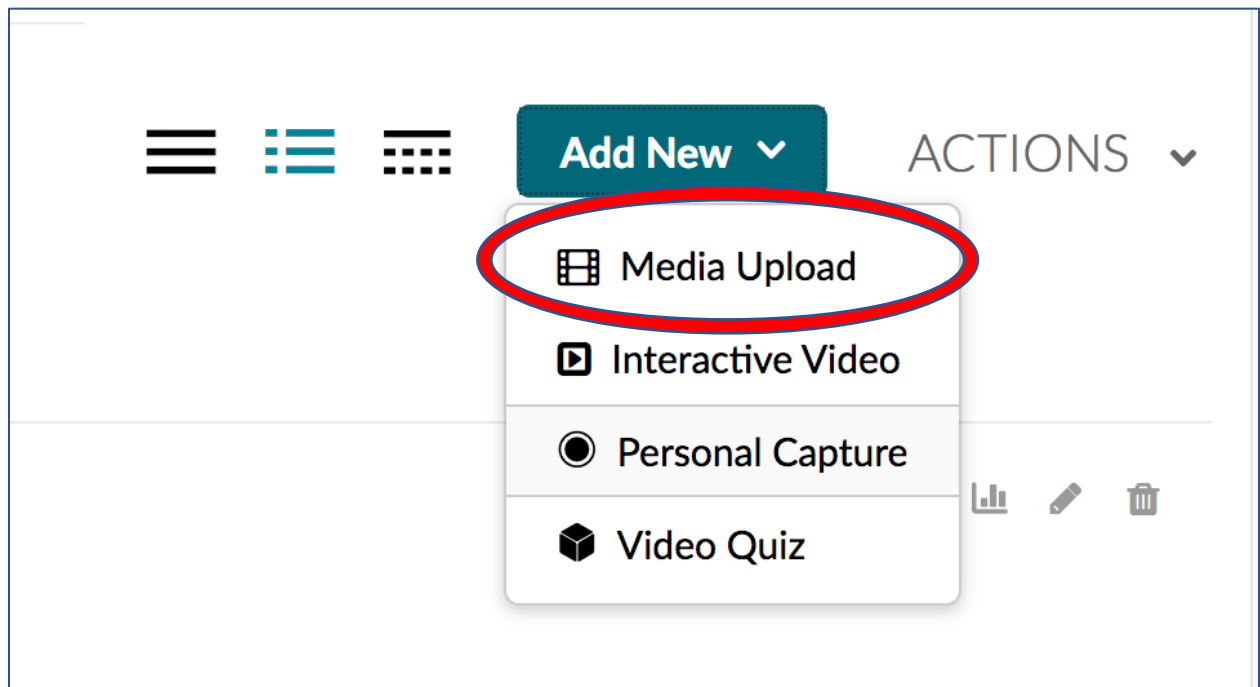 Add New ACTIONS
Media Upload
Interactive Video
Personal Capture
Video Quiz